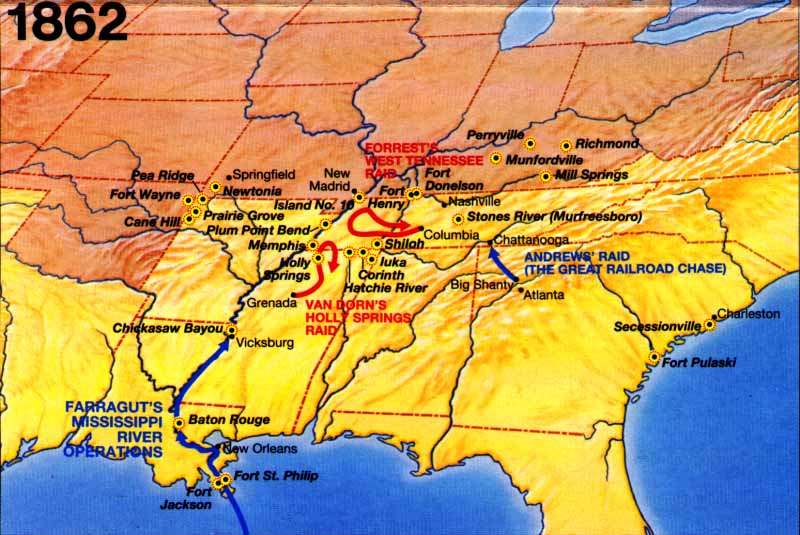 1862
FORREST'S
WEST TENNESSEE
RAID
Perryville
Richmond
Munfordville
Mill Springs
Pea Ridge
Springfield
Fort Wayne
Newtonia
Cane Hill
Prairie Grove
Plum Point Bend
New
Madrid
Island No. 10
Fort
Henry
Fort
Donelson
Nashville
Stones River (Murfreesboro)
Columbia
Memphis
Shiloh
Chattanooga
Holly
Springs
Iuka
Corinth
Hatchie River
ANDREWS' RAID
(THE GREAT RAILROAD CHASE)
Big Shanty
Atlanta
Grenada
VAN DORN'S
HOLLY SPRINGS
RAID
Charleston
Secessionville
Chickasaw Bayou
Vicksburg
Fort Pulaski
FARRAGUT'S
MISSISSIPPI
RIVER
OPERATIONS
Baton Rouge
New Orleans
Fort St. Philip
Fort
Jackson